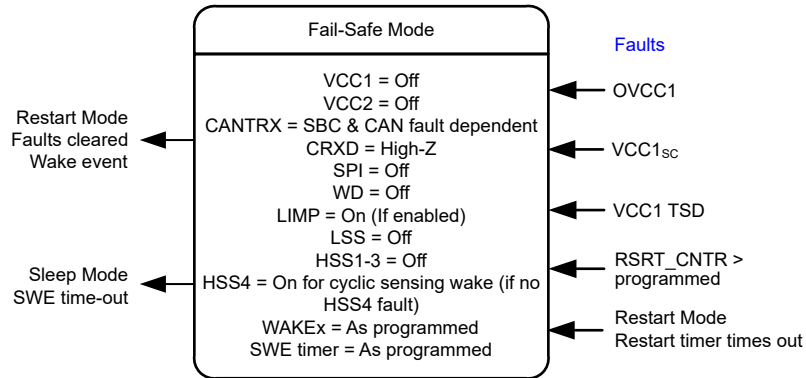 Fail-Safe Mode
VCC1 = Off
VCC2 = Off
CANTRX = SBC & CAN fault dependent
CRXD = High-Z
SPI = Off
WD = Off
LIMP = On (If enabled)
LSS = Off
HSS1-3 = Off
HSS4 = On for cyclic sensing wake (if no
HSS4 fault)
WAKEx = As programmed
SWE timer = As programmed
Restart Mode
Faults cleared
Wake event
Sleep Mode
SWE time-out
Faults
OVCC1
VCC1SC
VCC1 TSD
RSRT_CNTR >
programmed
Restart Mode
Restart timer times out